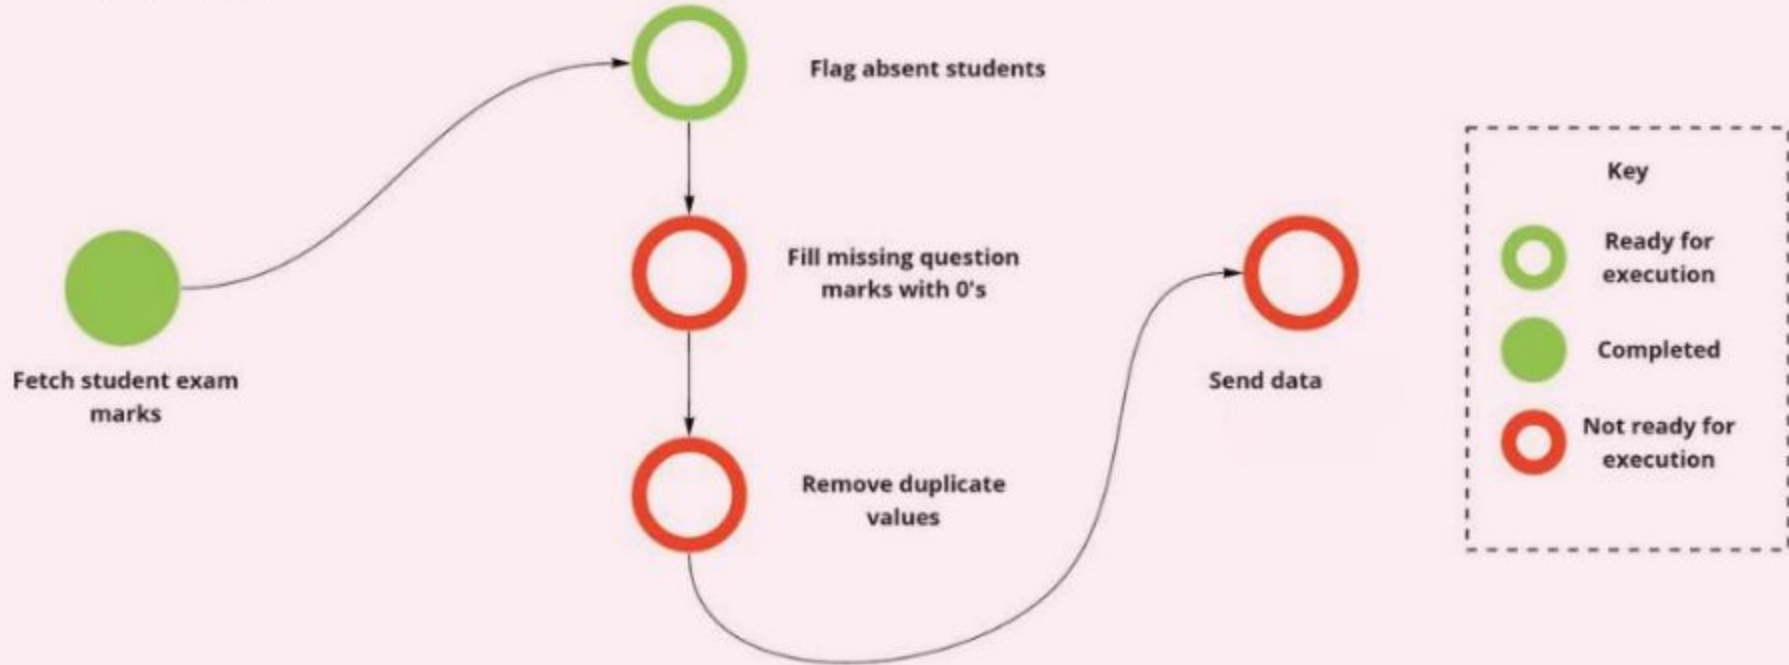 Flag absent students
Fill missing question
marks with 0's
Fetch student exam
marks
Send data
Remove duplicate
values
Key
Ready for
execution
Completed
Not ready for
execution